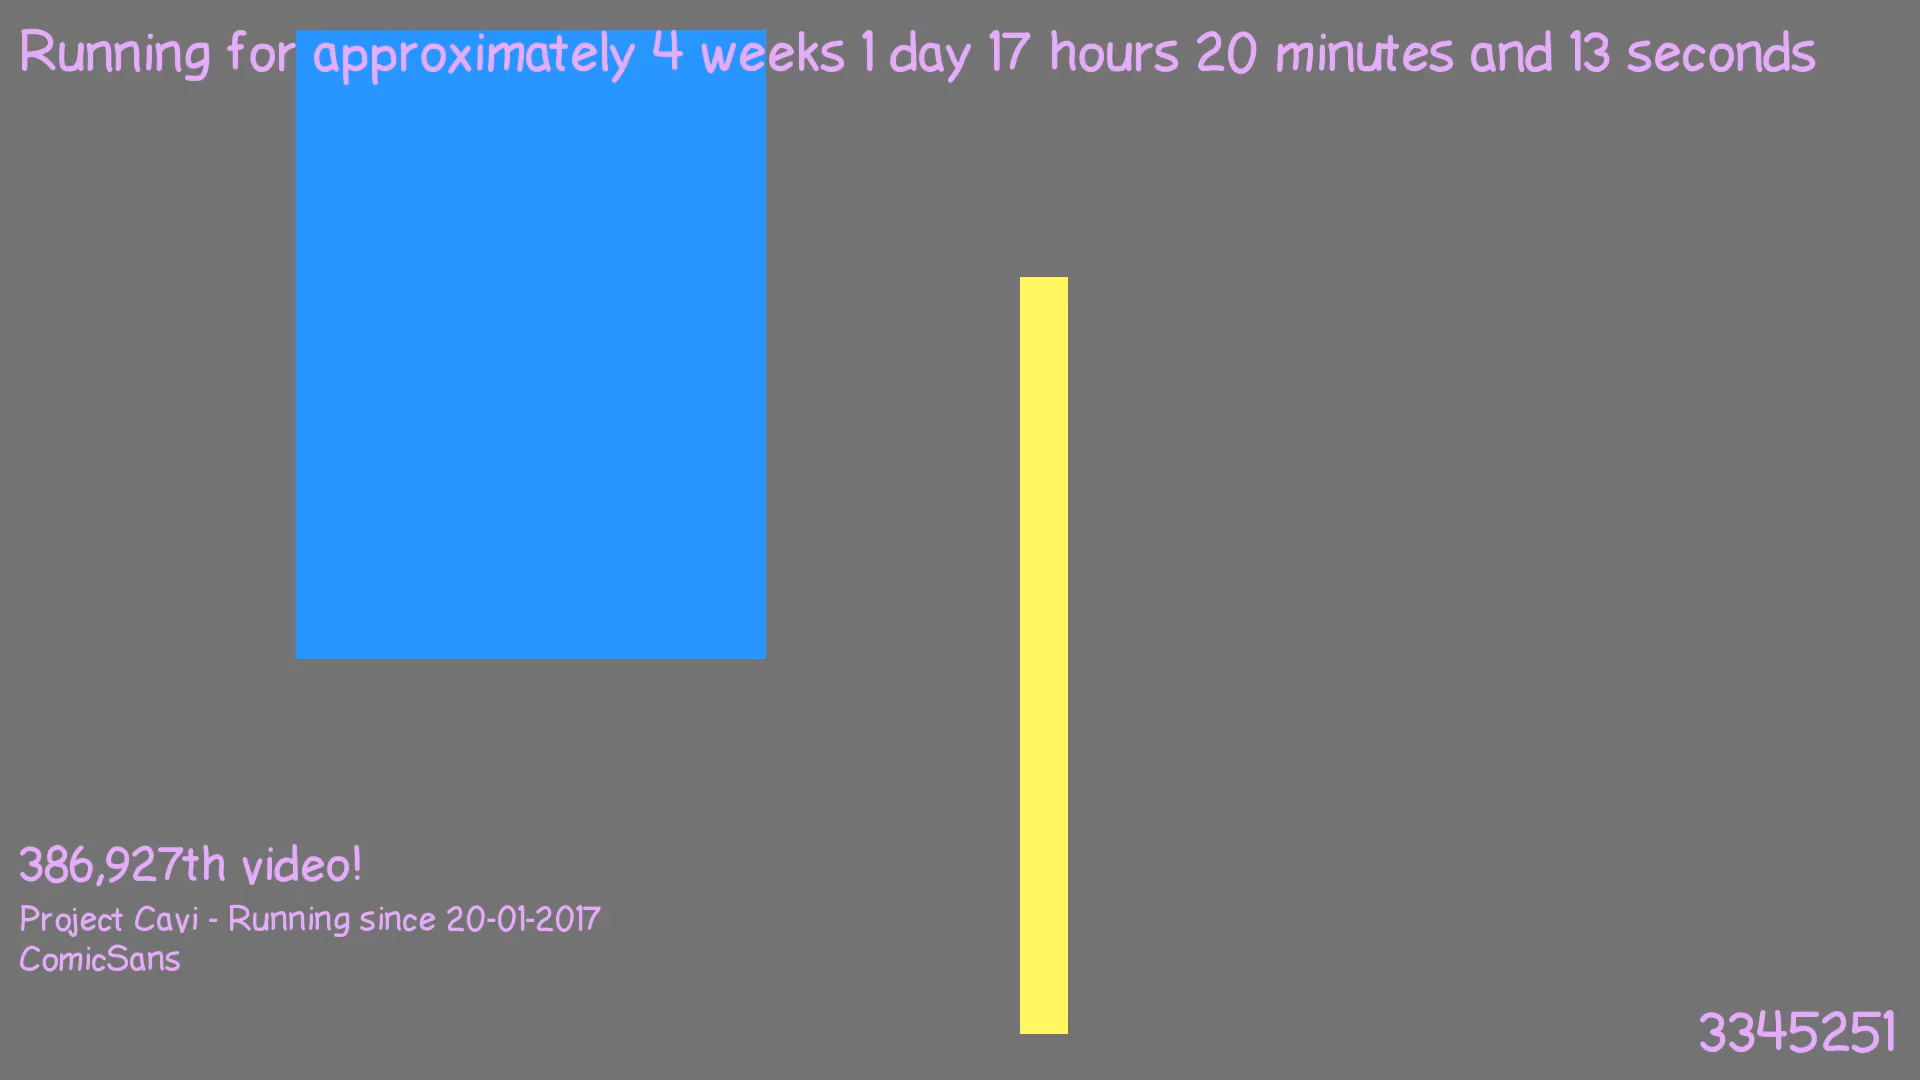 Running for approximately 4 weeks 1 day 17 hours 20 minutes and 13 seconds
386,927th video!
Project Cavi - Running since 20-01-2017
ComicSans
3345251